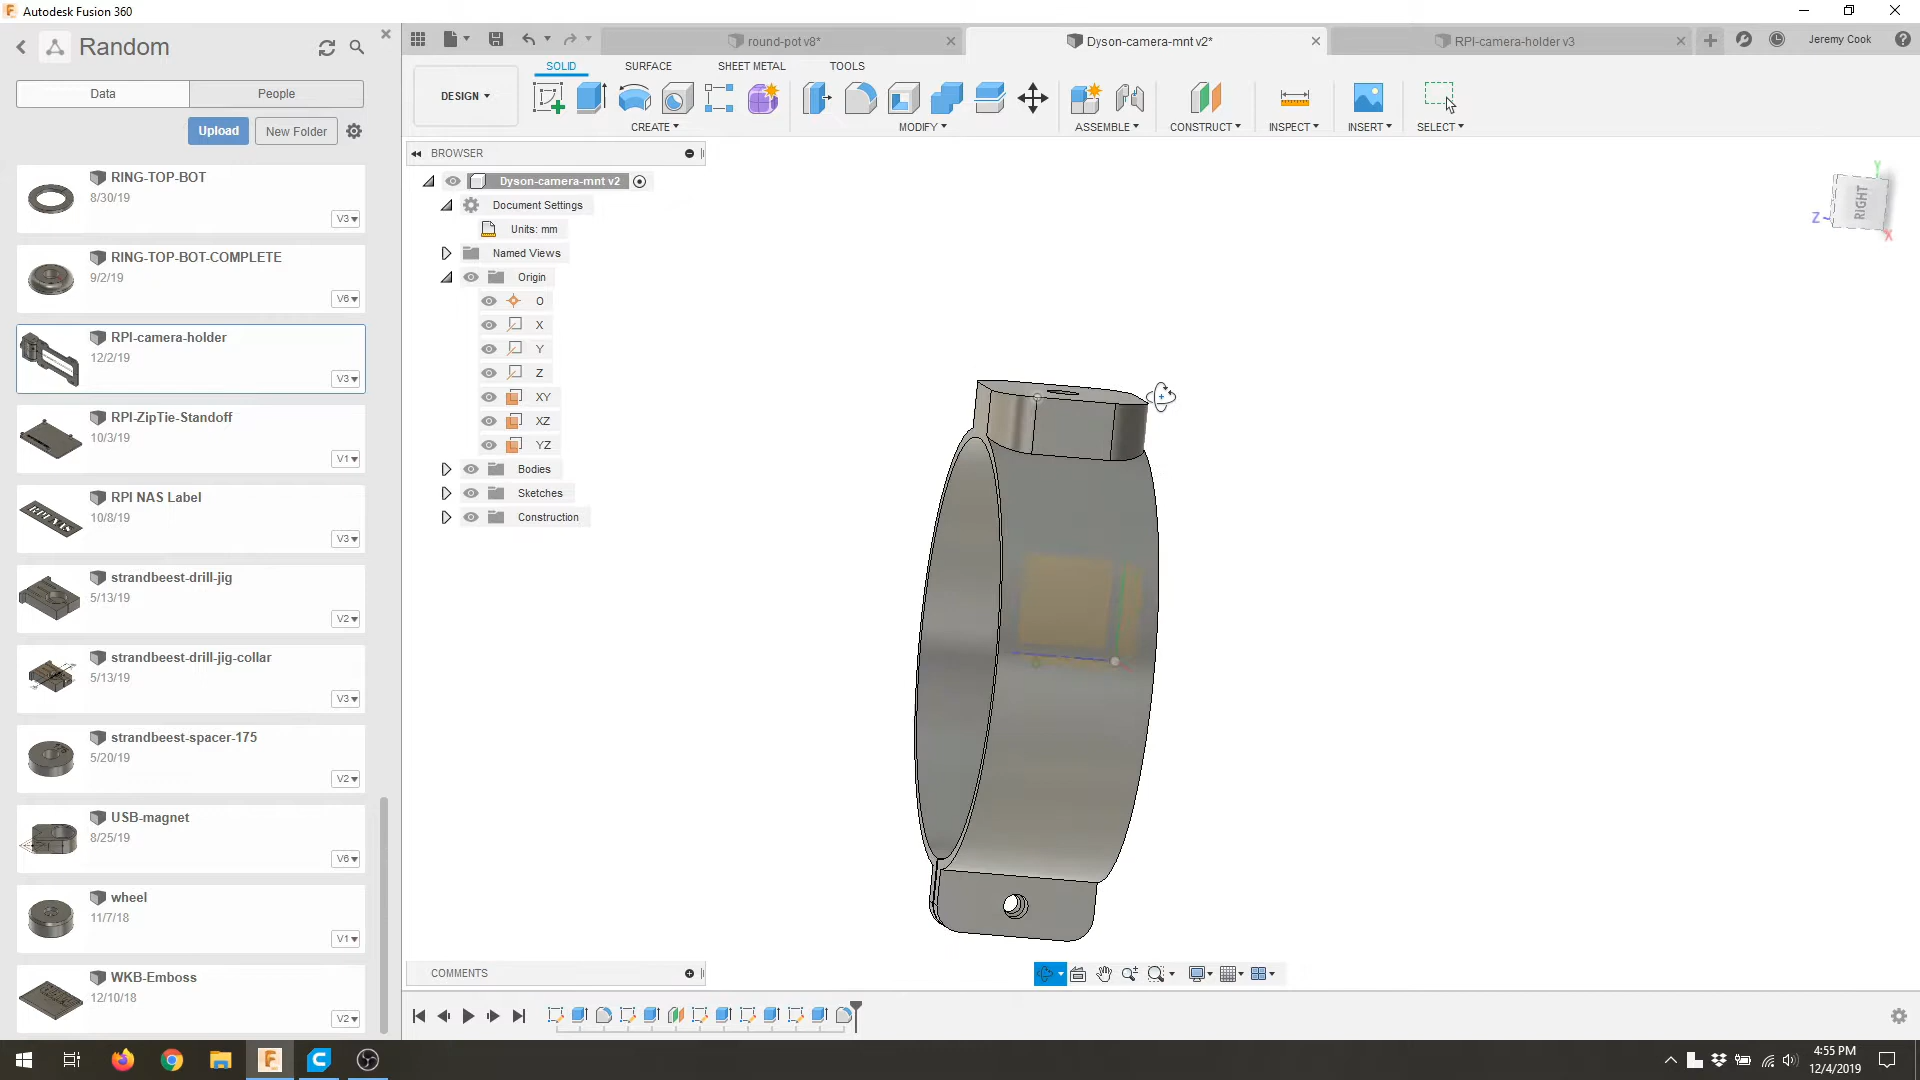 Autodesk Fusion 360
Random
Data
People
Upload
New Folder
RING-TOP-BOT
8/30/19
V3
RING-TOP-BOT-COMPLETE
9/2/19
V6
RPI-camera-holder
12/2/19
V3
RPI-ZipTie-Standoff
10/3/19
V1
RPI NAS Label
10/8/19
V3
strandbeest-drill-jig
5/13/19
V2
strandbeest-drill-jig-collar
5/13/19
V3
strandbeest-spacer-175
5/20/19
V2
USB-magnet
8/25/19
V6
wheel
11/7/18
V1
WKB-Emboss
12/10/18
V2
round-pot v8*
Dyson-camera-mnt v2*
RPI-camera-holder v3
Jeremy Cook
SOLID
SURFACE
SHEET METAL
TOOLS
DESIGN
CREATE
MODIFY
ASSEMBLE
CONSTRUCT
INSPECT
INSERT
SELECT
BROWSER
Dyson-camera-mnt v2
Document Settings
Units: mm
Named Views
Origin
O
X
Y
Z
XY
XZ
YZ
Bodies
Sketches
Construction
Y
RIGHT
Z
X
COMMENTS
4:55 PM
12/4/2019